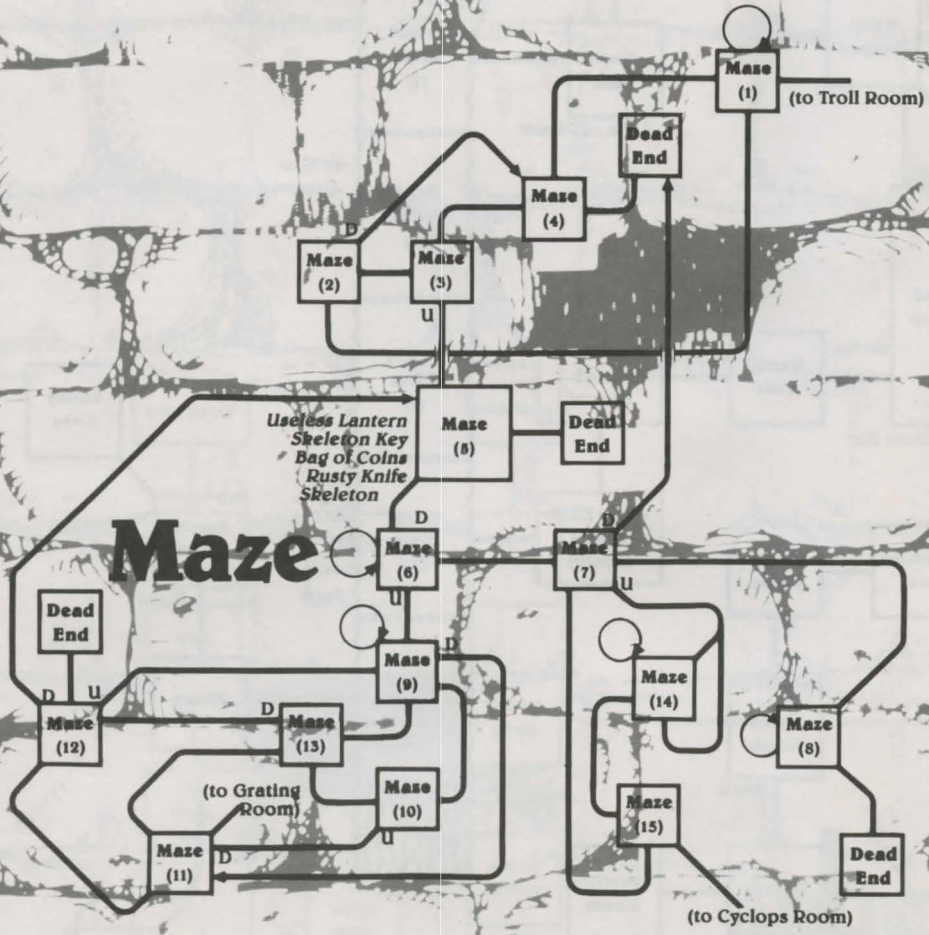 Maze
(1)
(to Troll Room)
Dead
End
Maze
(4)
D
Maze
(2)
Maze
(3)
U
Useless Lantern
Skeleton Key
Bag of Coins
Rusty Knife
Skeleton
Maze
(5)
Dead
End
Maze
D
Maze
(6)
U
D
Maze
(7)
U
Dead
End
Maze
(9)
D
Maze
(14)
D
U
Maze
(12)
D
Maze
(13)
Maze
(8)
(to Grating
Room)
Maze
(10)
U
Maze
(15)
Maze
(11)
D
Dead
End
(to Cyclops Room)